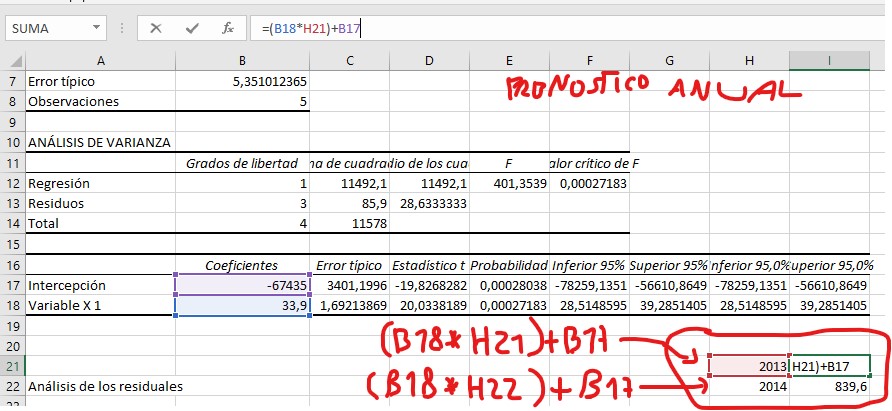 SUMA =(B18*H21)+B17
A B C D E F G H I
7 Error típico 5,351012365
PRONOSTICO ANUAL
8 Observaciones 5
9
10 ANÁLISIS DE VARIANZA
11 Grados de libertad na de cuadra dio de los cua F alor crítico de F
12 Regresión 1 11492,1 11492,1 401,3539 0,00027183
13 Residuos 3 85,9 28,6333333
14 Total 4 11578
15
16 Coeficientes Error típico Estadístico t Probabilidad Inferior 95% Superior 95% nferior 95,0% uperior 95,0%
17 Intercepción -67435 3401,1996 -19,8268282 0,00028038 -78259,1351 -56610,8649 -78259,1351 -56610,8649
18 Variable X 1 33,9 1,69213869 20,0338189 0,00027183 28,5148595 39,2851405 28,5148595 39,2851405
19
20
(B18*H21)+B17
21 2013 H21)+B17
(B18*H22)+B17
22 Análisis de los residuales 2014 839,6